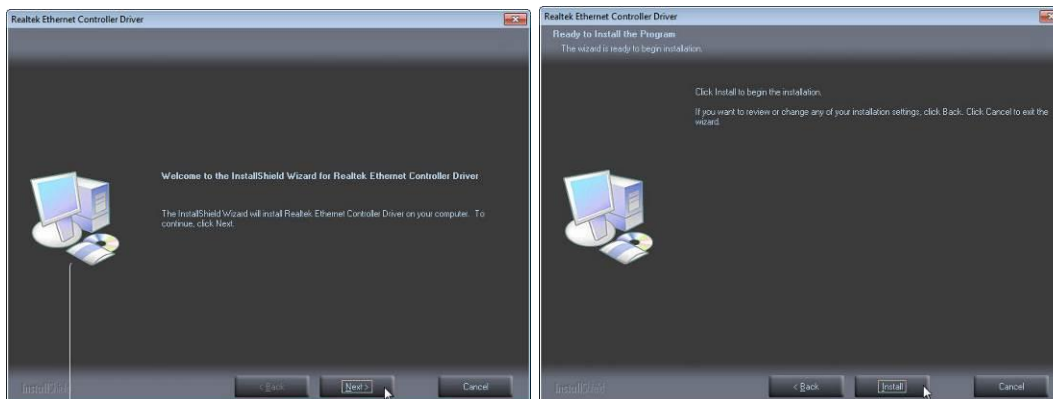 Realtek Ethernet Controller Driver
Welcome to the InstallShield Wizard for Realtek Ethernet Controller Driver
The InstallShield Wizard will install Realtek Ethernet Controller Driver on your computer. To
continue, click Next.
InstallShield
< Back
Next >
Cancel
Realtek Ethernet Controller Driver
Ready to Install the Program
The wizard is ready to begin installation.
Click Install to begin the installation.
If you want to review or change any of your installation settings, click Back. Click Cancel to exit the
wizard.
InstallShield
< Back
Install
Cancel